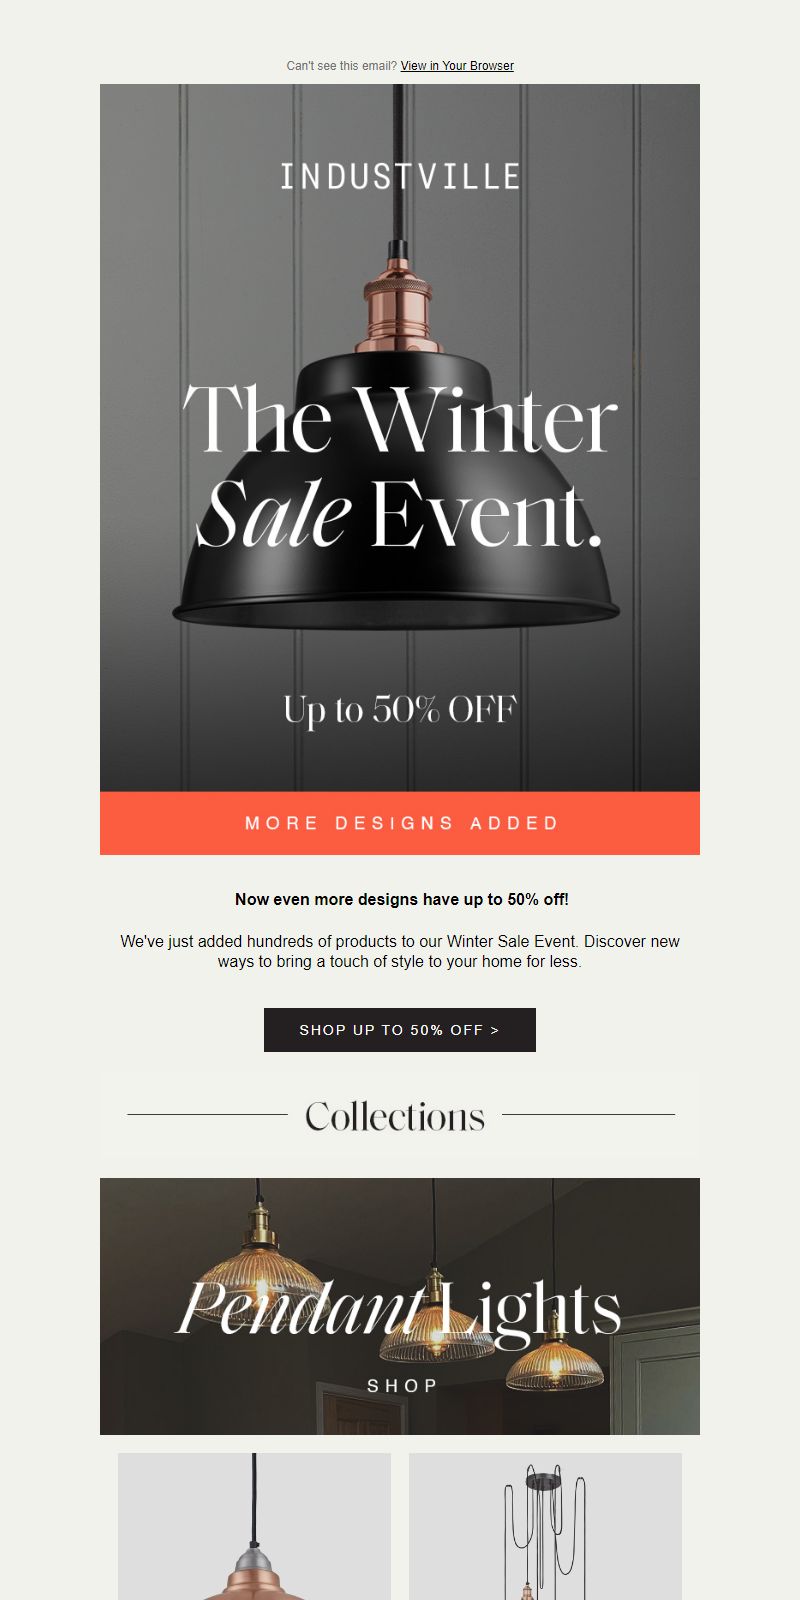 Can't see this email? View in Your Browser
INDUSTVILLE
The Winter
Sale Event.
Up to 50% OFF
MORE DESIGNS ADDED
Now even more designs have up to 50% off!
We've just added hundreds of products to our Winter Sale Event. Discover new
ways to bring a touch of style to your home for less.
SHOP UP TO 50% OFF >
Collections
Pendant Lights
SHOP